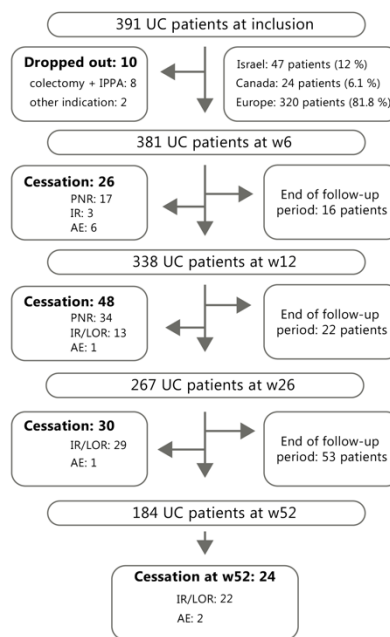 391 UC patients at inclusion
Dropped out: 10
colectomy + IPPA: 8
other indication: 2
Israel: 47 patients (12 %)
Canada: 24 patients (6.1 %)
Europe: 320 patients (81.8 %)
381 UC patients at w6
Cessation: 26
PNR: 17
IR: 3
AE: 6
End of follow-up
period: 16 patients
338 UC patients at w12
Cessation: 48
PNR: 34
IR/LOR: 13
AE: 1
End of follow-up
period: 22 patients
267 UC patients at w26
Cessation: 30
IR/LOR: 29
AE: 1
End of follow-up
period: 53 patients
184 UC patients at w52
Cessation at w52: 24
IR/LOR: 22
AE: 2